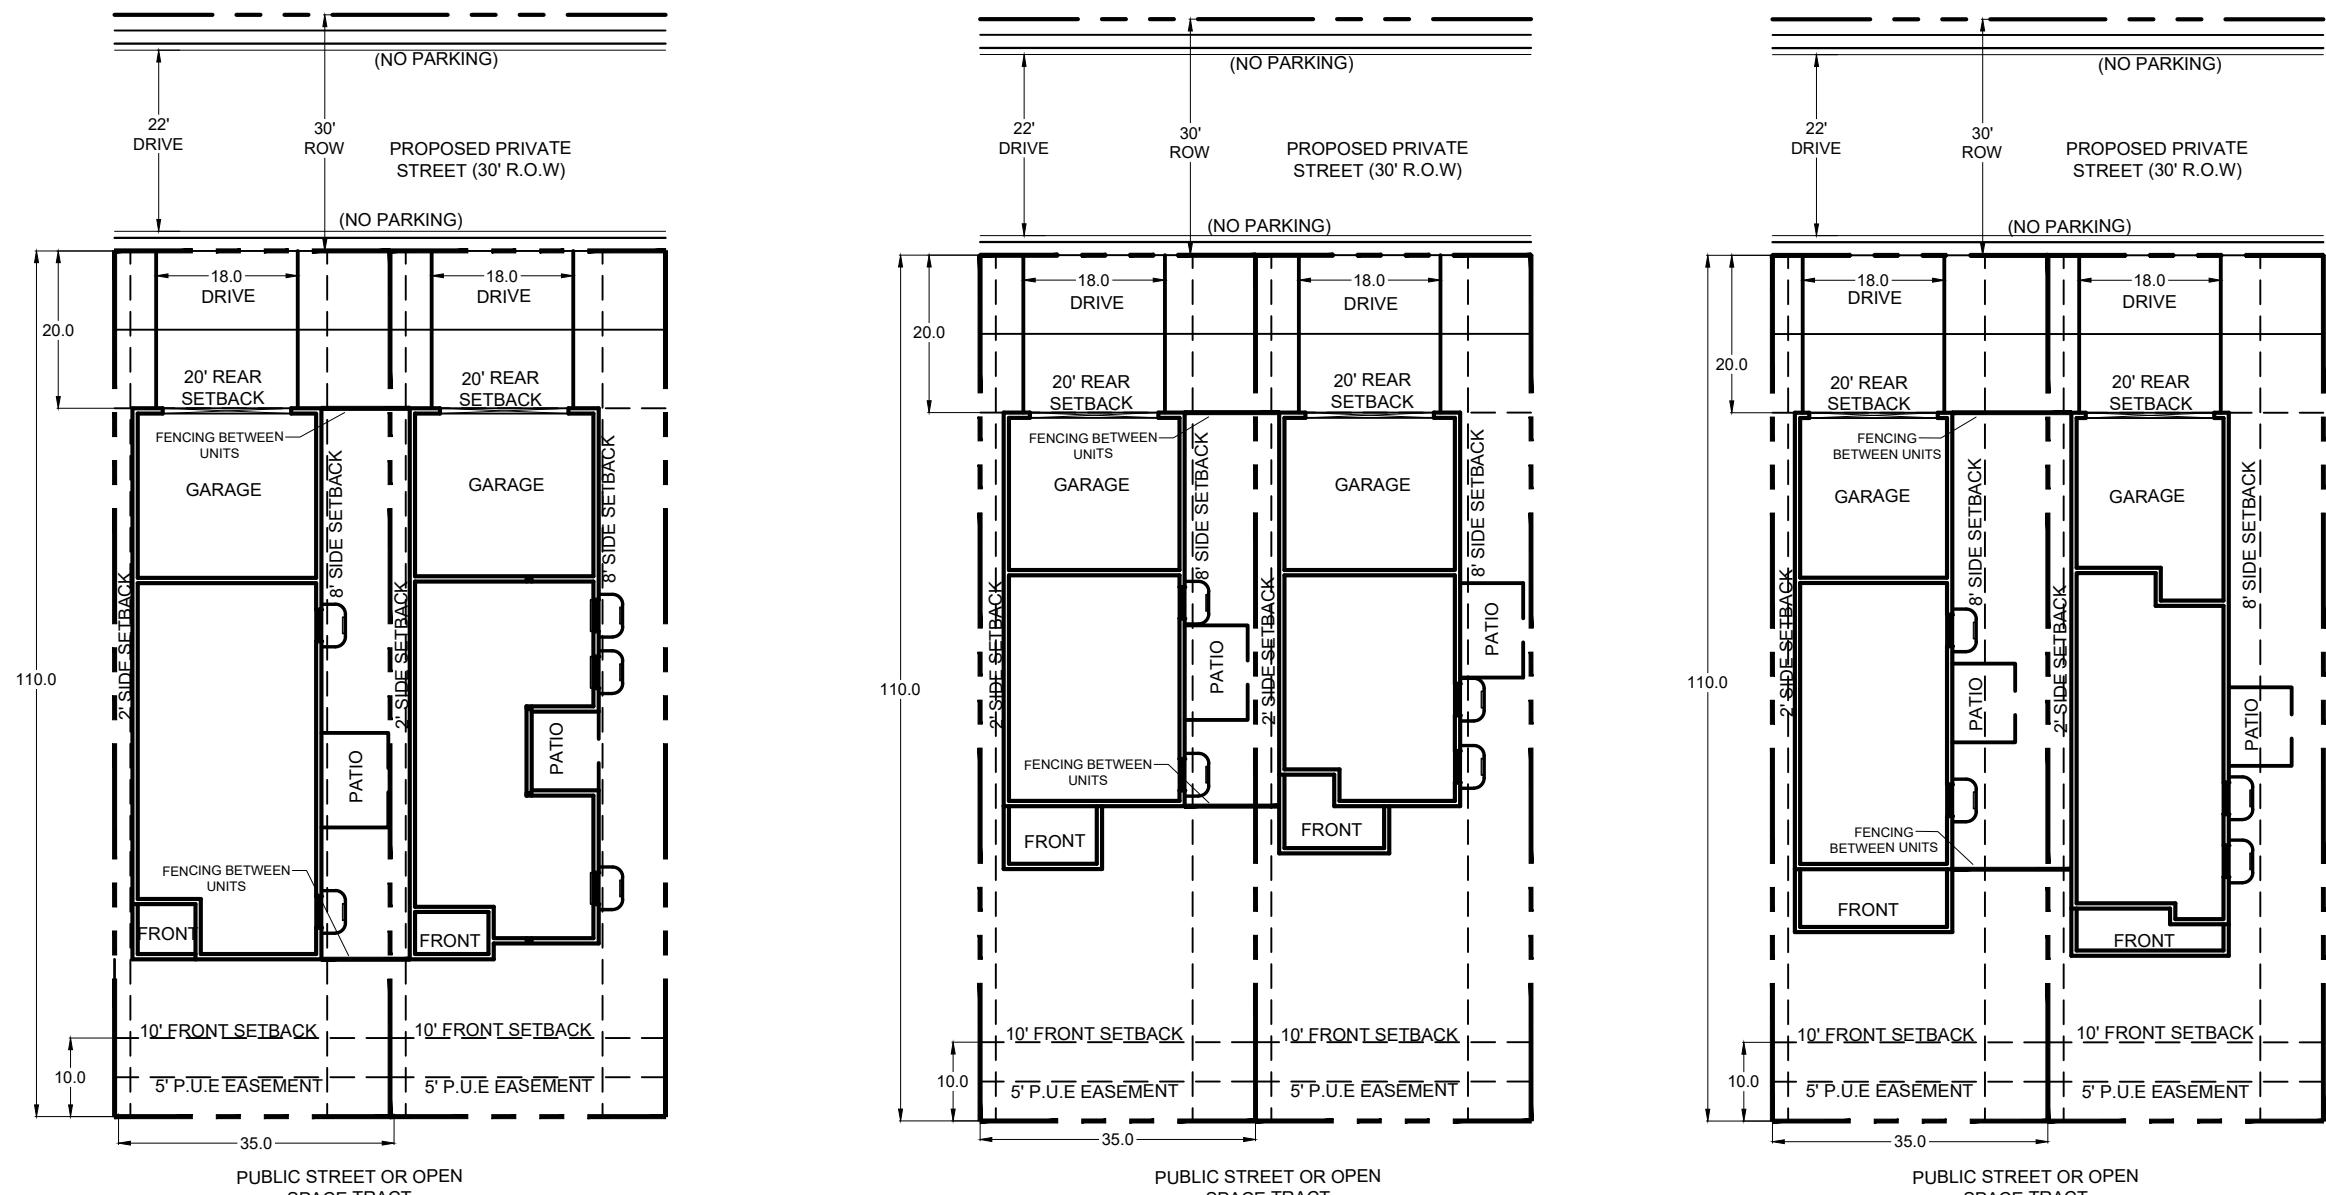 (NO PARKING)
22'
DRIVE
30'
ROW
PROPOSED PRIVATE
STREET (30' R.O.W)
(NO PARKING)
18.0
DRIVE
18.0
DRIVE
20.0
20' REAR
SETBACK
20' REAR
SETBACK
FENCING BETWEEN
UNITS
GARAGE
GARAGE
8' SIDE SETBACK
8' SIDE SETBACK
2' SIDE SETBACK
2' SIDE SETBACK
110.0
PATIO
PATIO
FENCING BETWEEN
UNITS
FRONT
FRONT
10' FRONT SETBACK
10' FRONT SETBACK
10.0
5' P.U.E EASEMENT
5' P.U.E EASEMENT
35.0
PUBLIC STREET OR OPEN
SPACE TRACT
(NO PARKING)
22'
DRIVE
30'
ROW
PROPOSED PRIVATE
STREET (30' R.O.W)
(NO PARKING)
18.0
DRIVE
18.0
DRIVE
20.0
20' REAR
SETBACK
20' REAR
SETBACK
FENCING BETWEEN
UNITS
GARAGE
GARAGE
8' SIDE SETBACK
8' SIDE SETBACK
2' SIDE SETBACK
2' SIDE SETBACK
110.0
PATIO
PATIO
FENCING BETWEEN
UNITS
FRONT
FRONT
10' FRONT SETBACK
10' FRONT SETBACK
10.0
5' P.U.E EASEMENT
5' P.U.E EASEMENT
35.0
PUBLIC STREET OR OPEN
SPACE TRACT
(NO PARKING)
22'
DRIVE
30'
ROW
PROPOSED PRIVATE
STREET (30' R.O.W)
(NO PARKING)
18.0
DRIVE
18.0
DRIVE
20.0
20' REAR
SETBACK
20' REAR
SETBACK
FENCING
BETWEEN UNITS
GARAGE
GARAGE
8' SIDE SETBACK
8' SIDE SETBACK
2' SIDE SETBACK
2' SIDE SETBACK
110.0
PATIO
PATIO
FENCING
BETWEEN UNITS
FRONT
FRONT
10' FRONT SETBACK
10' FRONT SETBACK
10.0
5' P.U.E EASEMENT
5' P.U.E EASEMENT
35.0
PUBLIC STREET OR OPEN
SPACE TRACT